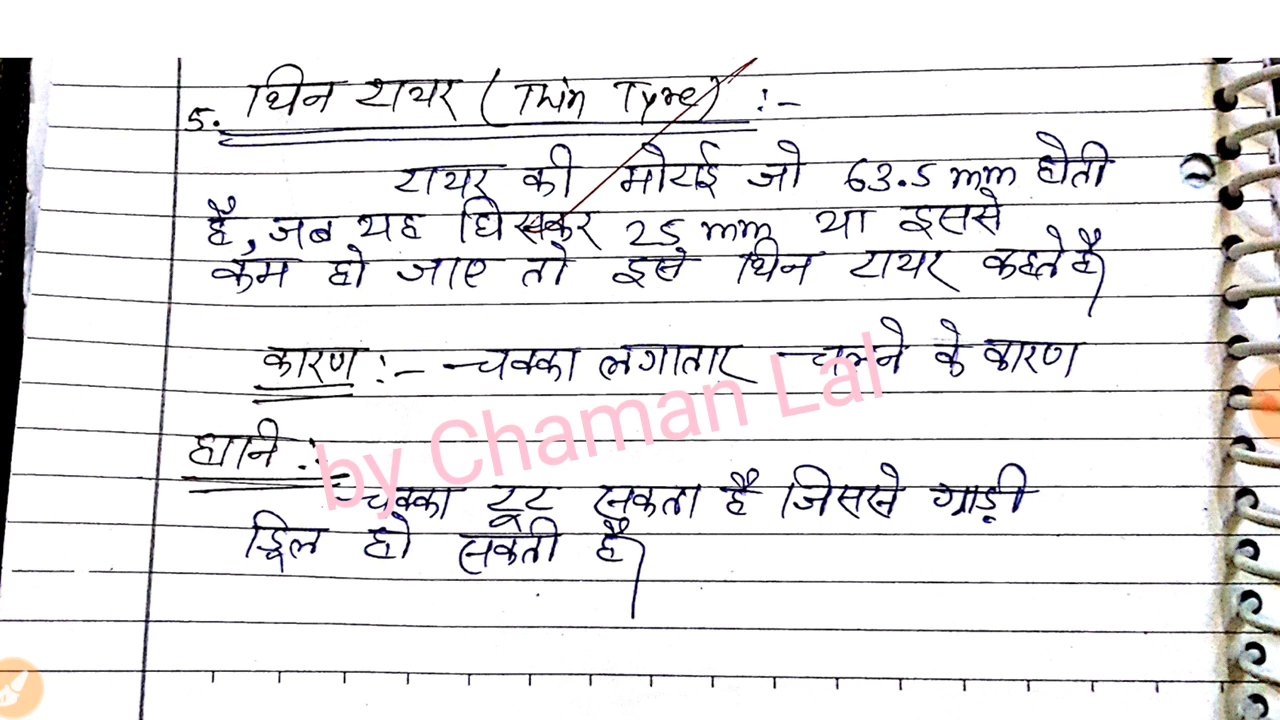 5. थिन टायर (Thin Tyre) :-
टायर की मोटाई जो 63.5 mm होती
है, जब यह घिसकर 25 mm या इससे
कम हो जाए तो इसे थिन टायर कहते है।
कारण :- चक्का लगातार चलने के कारण
हानि :-
चक्का टूट सकता है जिससे गाड़ी
डिल हो सकती है।
by Chaman Lal